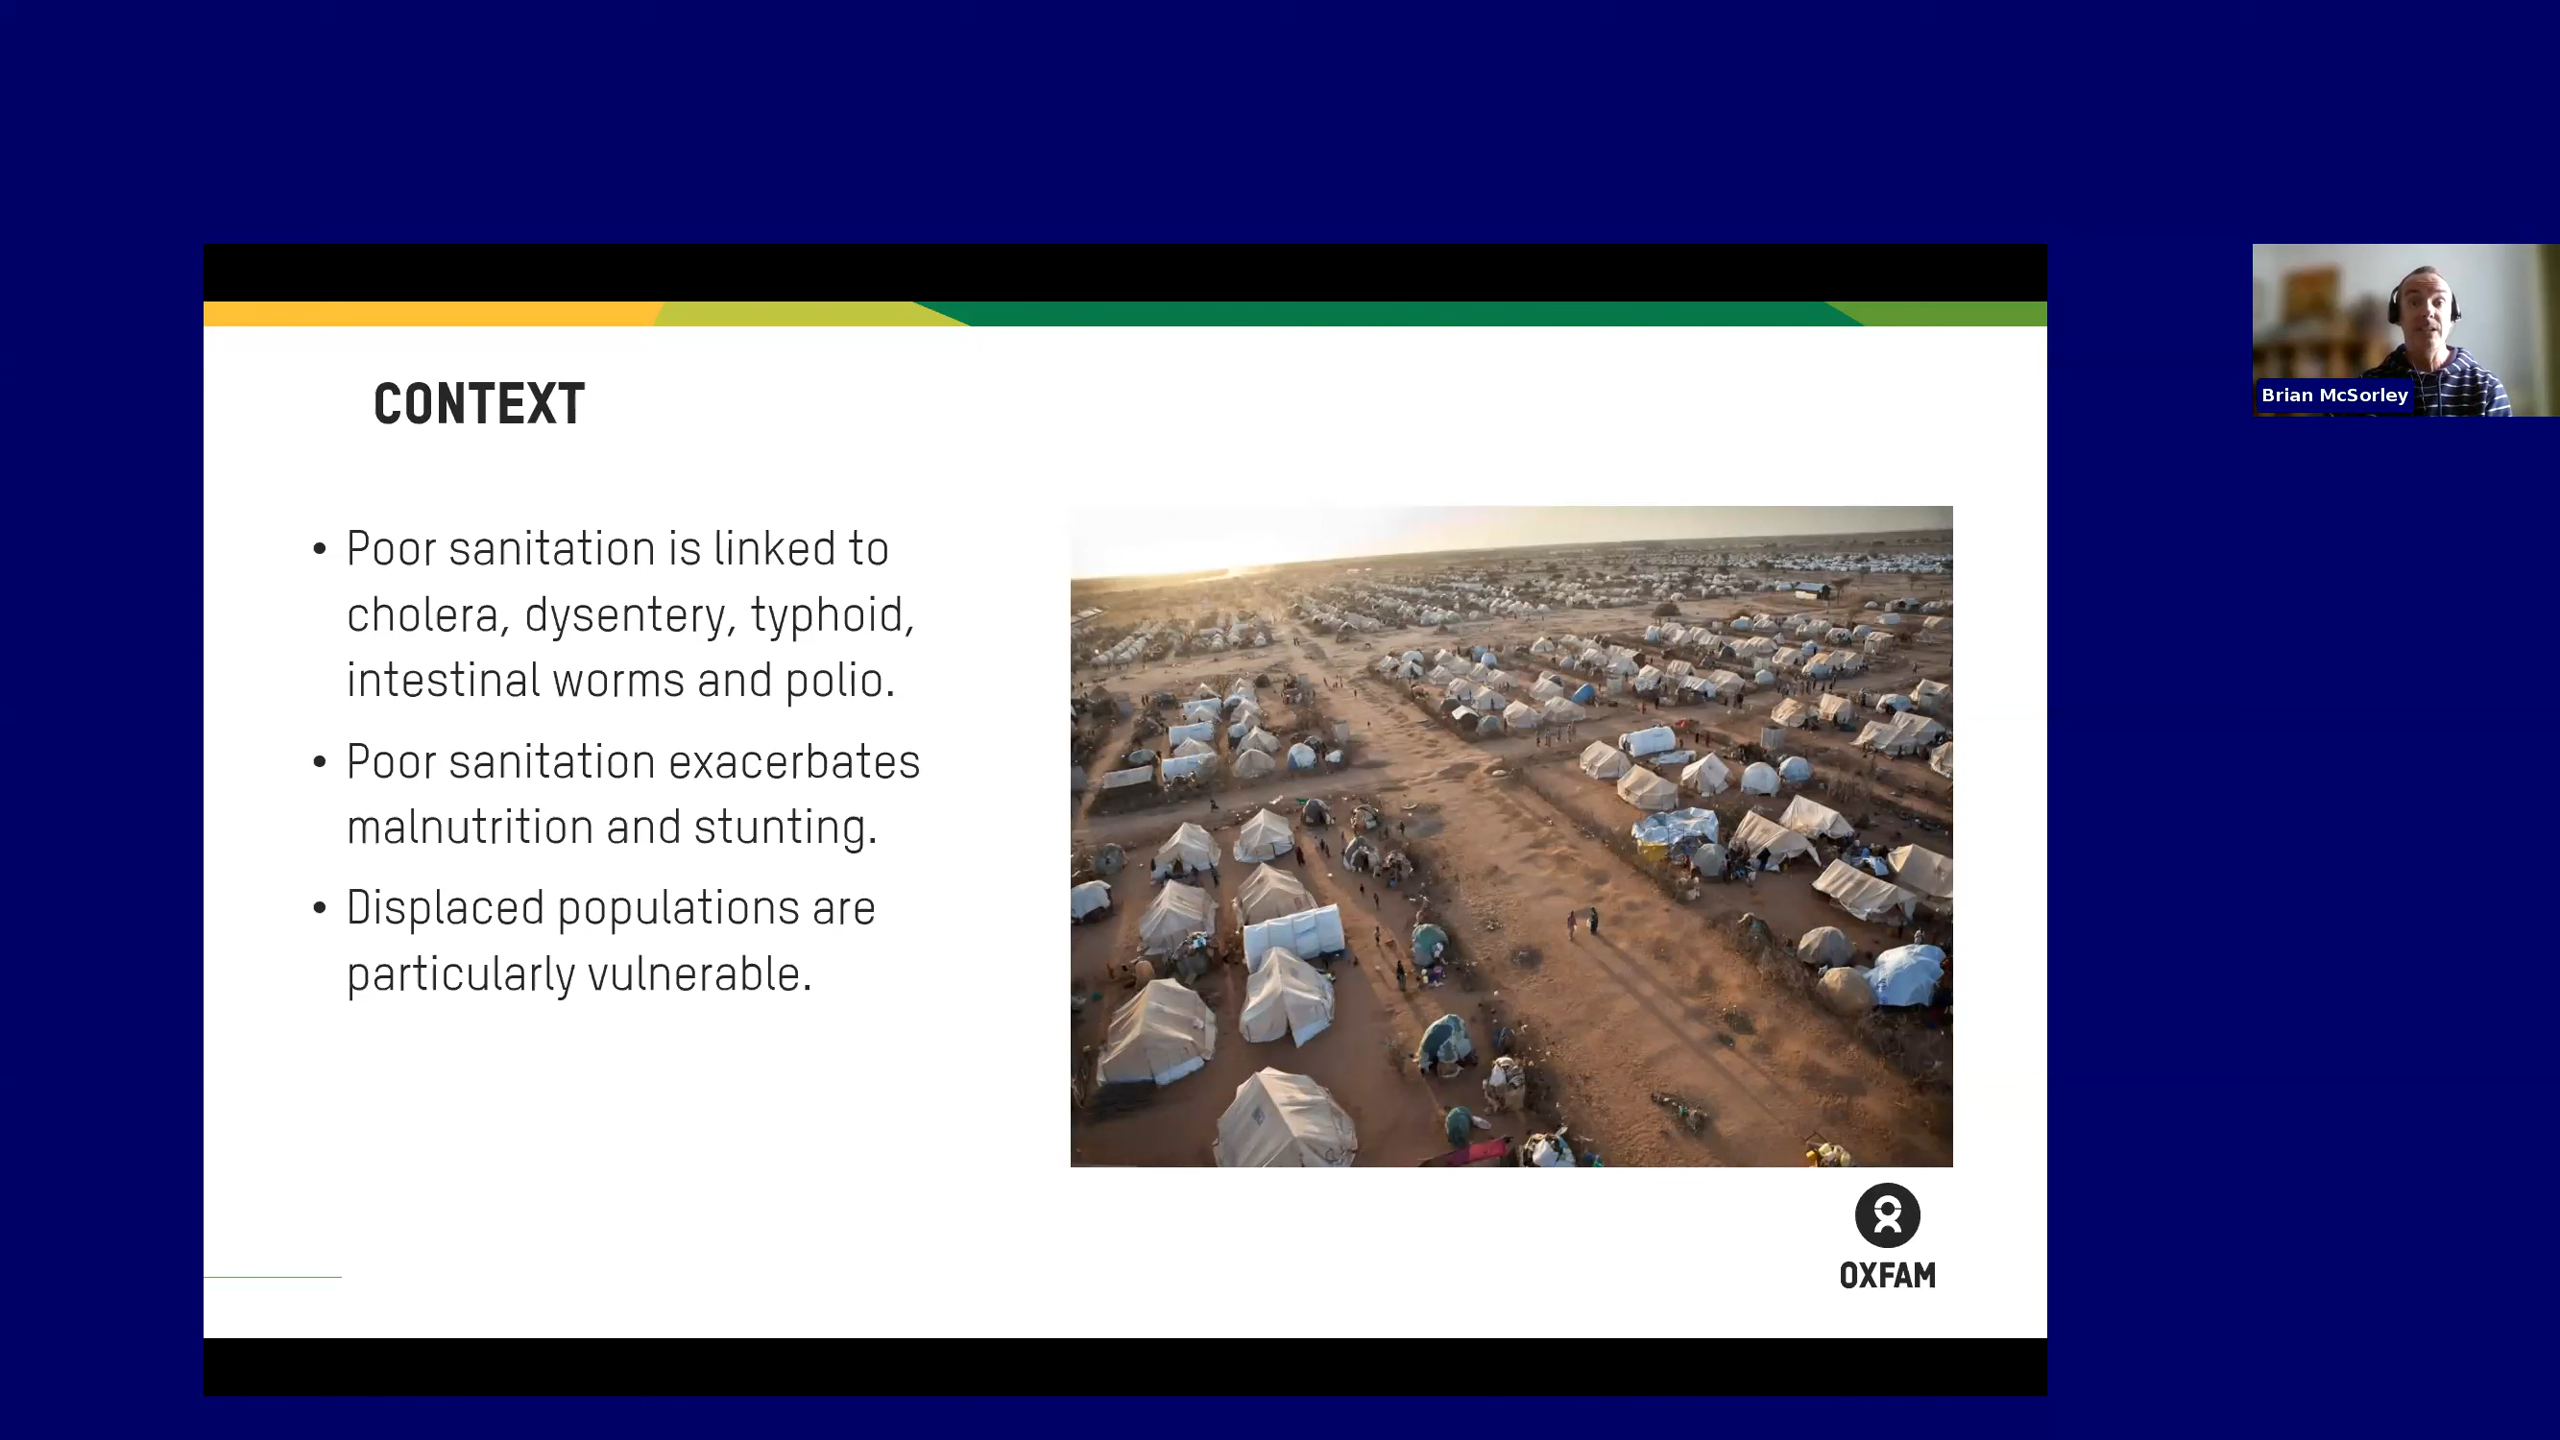 CONTEXT
• Poor sanitation is linked to
cholera, dysentery, typhoid,
intestinal worms and polio.
• Poor sanitation exacerbates
malnutrition and stunting.
• Displaced populations are
particularly vulnerable.
OXFAM
Brian McSorley